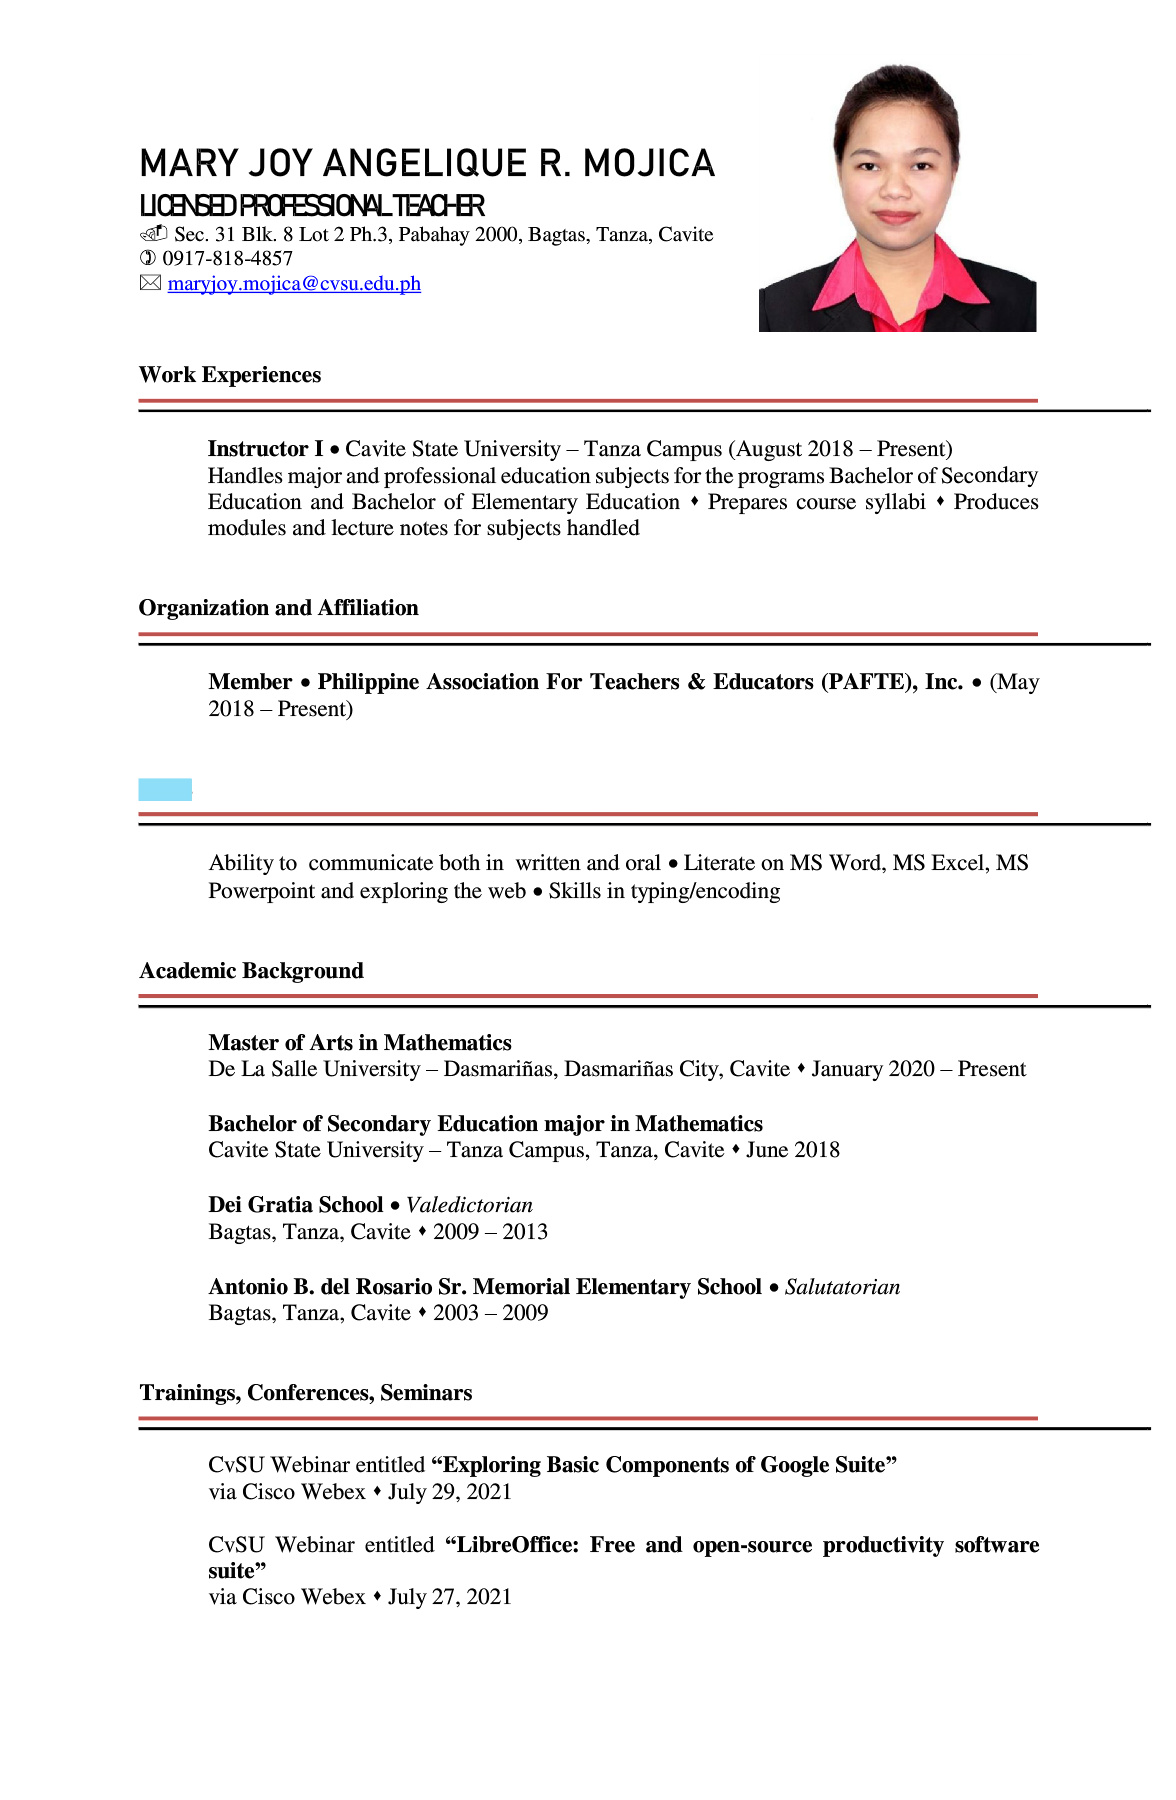 MARY JOY ANGELIQUE R. MOJICA
LICENSED PROFESSIONAL TEACHER
Sec. 31 Blk. 8 Lot 2 Ph.3, Pabahay 2000, Bagtas, Tanza, Cavite
0917-818-4857
maryjoy.mojica@cvsu.edu.ph
Work Experiences
Instructor I • Cavite State University – Tanza Campus (August 2018 – Present)
Handles major and professional education subjects for the programs Bachelor of Secondary
Education and Bachelor of Elementary Education ⬩ Prepares course syllabi ⬩ Produces
modules and lecture notes for subjects handled
Organization and Affiliation
Member • Philippine Association For Teachers & Educators (PAFTE), Inc. • (May
2018 – Present)
Ability to communicate both in written and oral • Literate on MS Word, MS Excel, MS
Powerpoint and exploring the web • Skills in typing/encoding
Academic Background
Master of Arts in Mathematics
De La Salle University – Dasmariñas, Dasmariñas City, Cavite ⬩ January 2020 – Present
Bachelor of Secondary Education major in Mathematics
Cavite State University – Tanza Campus, Tanza, Cavite ⬩ June 2018
Dei Gratia School • Valedictorian
Bagtas, Tanza, Cavite ⬩ 2009 – 2013
Antonio B. del Rosario Sr. Memorial Elementary School • Salutatorian
Bagtas, Tanza, Cavite ⬩ 2003 – 2009
Trainings, Conferences, Seminars
CvSU Webinar entitled “Exploring Basic Components of Google Suite”
via Cisco Webex ⬩ July 29, 2021
CvSU Webinar entitled “LibreOffice: Free and open-source productivity software
suite”
via Cisco Webex ⬩ July 27, 2021